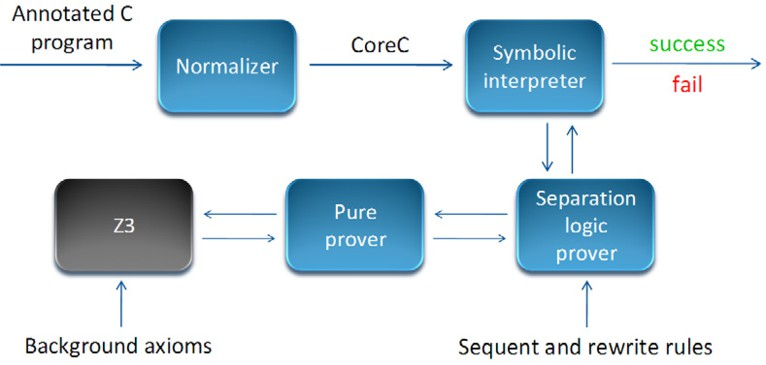 Annotated C
program
Normalizer
CoreC
Symbolic
interpreter
success
fail
Z3
Pure
prover
Separation
logic
prover
Background axioms
Sequent and rewrite rules